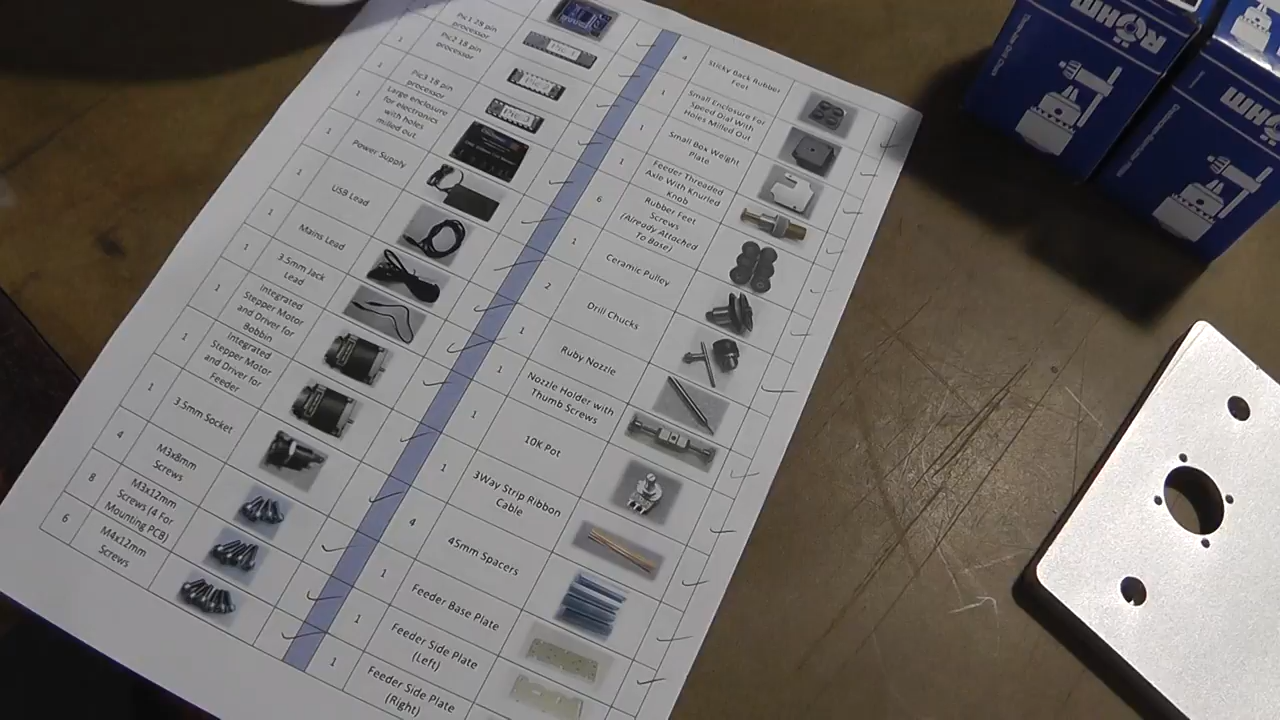 1
Pic1 28 pin
processor
1
Pic2 18 pin
processor
1
Pic3 18 pin
processor
1
Large enclosure
for electronics
with holes
milled out
1
Power Supply
1
USB Lead
1
Mains Lead
1
3.5mm Jack
Lead
1
Integrated
Stepper Motor
and Driver for
Bobbin
1
Integrated
Stepper Motor
and Driver for
Feeder
1
3.5mm Socket
4
M3x8mm
Screws
8
M3x12mm
Screws (4 For
Mounting PCB)
6
M4x12mm
Screws
4
Sticky Back Rubber
Feet
1
Small Enclosure For
Speed Dial With
Holes Milled Out
1
Small Box Weight
Plate
1
Feeder Threaded
Axle With Knurled
Knob
6
Rubber Feet
Screws
(Already Attached
To Base)
1
Ceramic Pulley
2
Drill Chucks
1
Ruby Nozzle
1
Nozzle Holder with
Thumb Screws
1
10K Pot
1
3Way Strip Ribbon
Cable
4
45mm Spacers
1
Feeder Base Plate
1
Feeder Side Plate
(Left)
1
Feeder Side Plate
(Right)
RÖHM
RÖHM